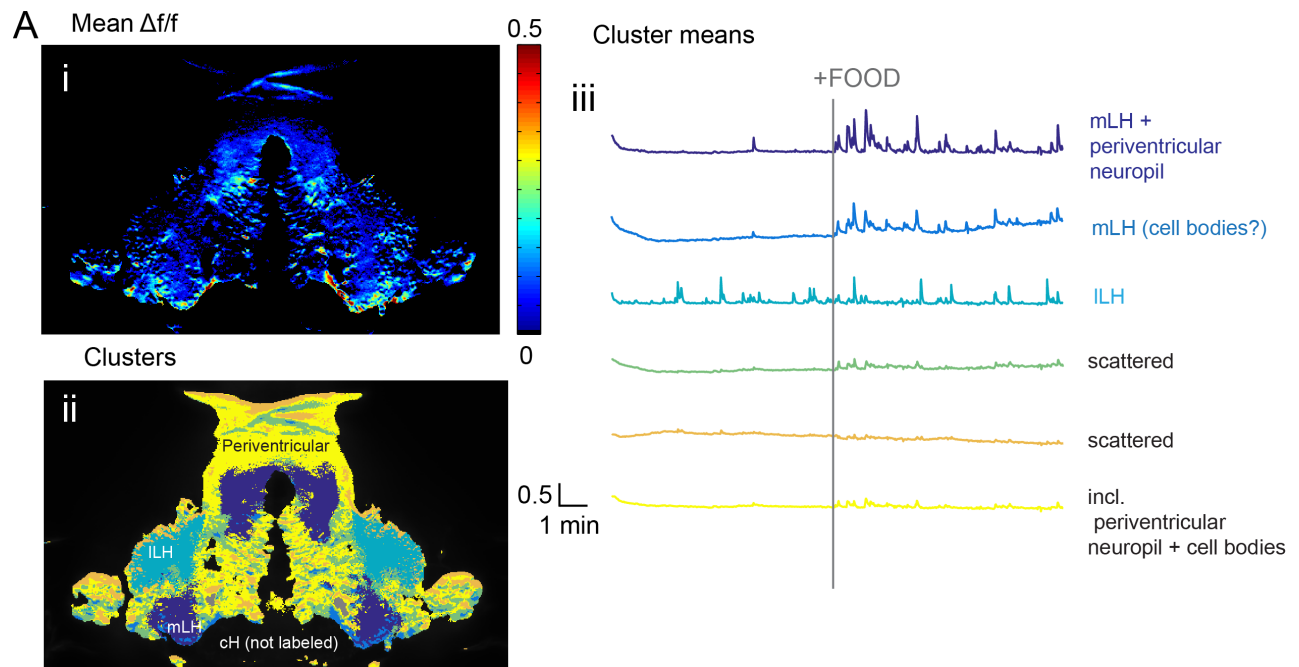 A
Mean Δf/f
i
0.5
0
Clusters
ii
Periventricular
lLH
mLH
cH (not labeled)
Cluster means
iii
+FOOD
mLH +
periventricular
neuropil
mLH (cell bodies?)
lLH
scattered
scattered
incl.
periventricular
neuropil + cell bodies
0.5
1 min